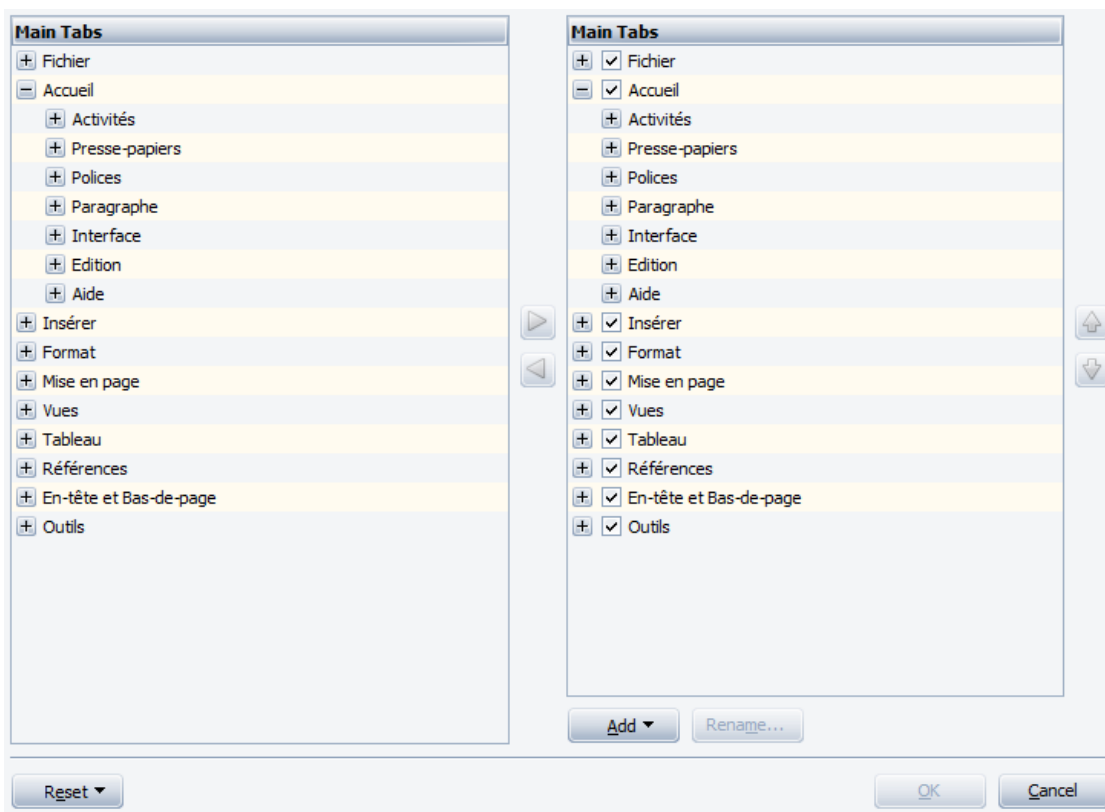 Main Tabs
Fichier
Accueil
Activités
Presse-papiers
Polices
Paragraphe
Interface
Edition
Aide
Insérer
Format
Mise en page
Vues
Tableau
Références
En-tête et Bas-de-page
Outils
Main Tabs
Fichier
Accueil
Activités
Presse-papiers
Polices
Paragraphe
Interface
Edition
Aide
Insérer
Format
Mise en page
Vues
Tableau
Références
En-tête et Bas-de-page
Outils
Add
Rename...
Reset
OK
Cancel